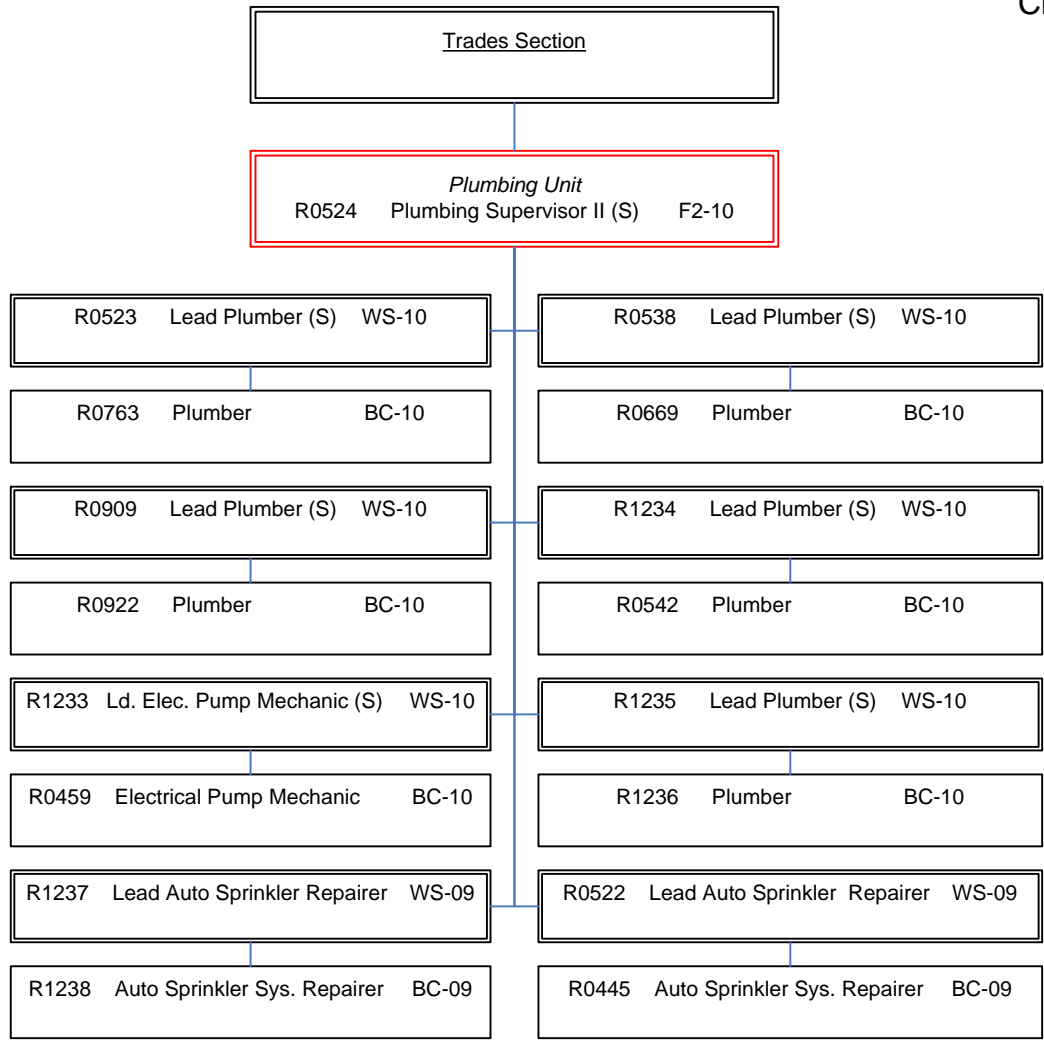 Trades Section
Plumbing Unit
R0524 Plumbing Supervisor II (S) F2-10
R0523 Lead Plumber (S) WS-10
R0538 Lead Plumber (S) WS-10
R0763 Plumber BC-10
R0669 Plumber BC-10
R0909 Lead Plumber (S) WS-10
R1234 Lead Plumber (S) WS-10
R0922 Plumber BC-10
R0542 Plumber BC-10
R1233 Ld. Elec. Pump Mechanic (S) WS-10
R1235 Lead Plumber (S) WS-10
R0459 Electrical Pump Mechanic BC-10
R1236 Plumber BC-10
R1237 Lead Auto Sprinkler Repairer WS-09
R0522 Lead Auto Sprinkler Repairer WS-09
R1238 Auto Sprinkler Sys. Repairer BC-09
R0445 Auto Sprinkler Sys. Repairer BC-09